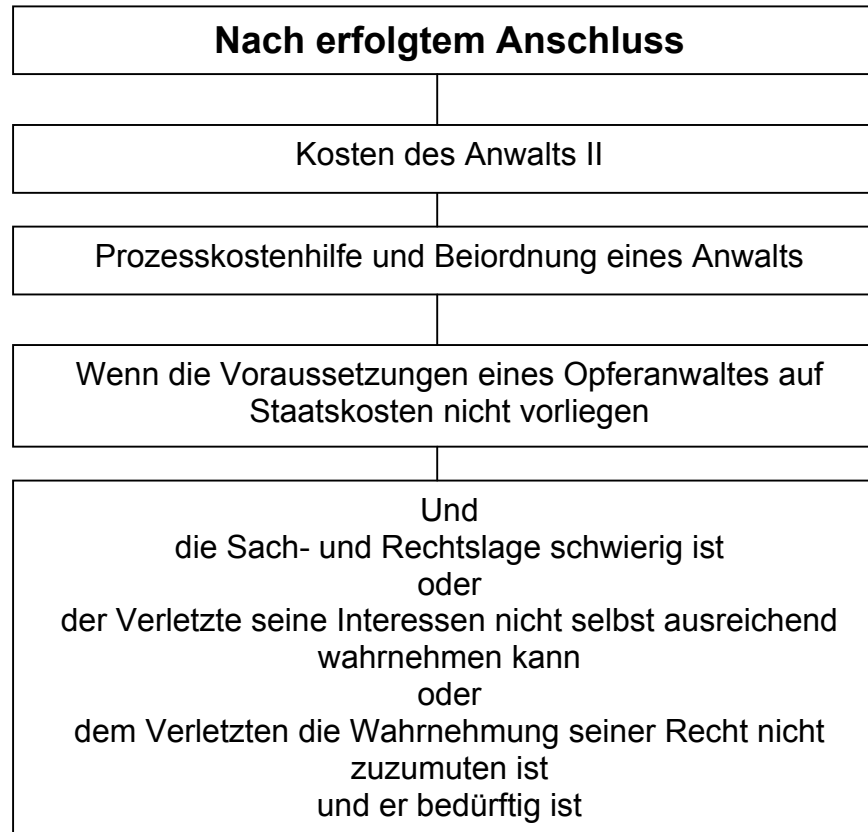 Nach erfolgtem Anschluss
Kosten des Anwalts II
Prozesskostenhilfe und Beiordnung eines Anwalts
Wenn die Voraussetzungen eines Opferanwaltes auf
Staatskosten nicht vorliegen
Und
die Sach- und Rechtslage schwierig ist
oder
der Verletzte seine Interessen nicht selbst ausreichend
wahrnehmen kann
oder
dem Verletzten die Wahrnehmung seiner Recht nicht
zuzumuten ist
und er bedürftig ist